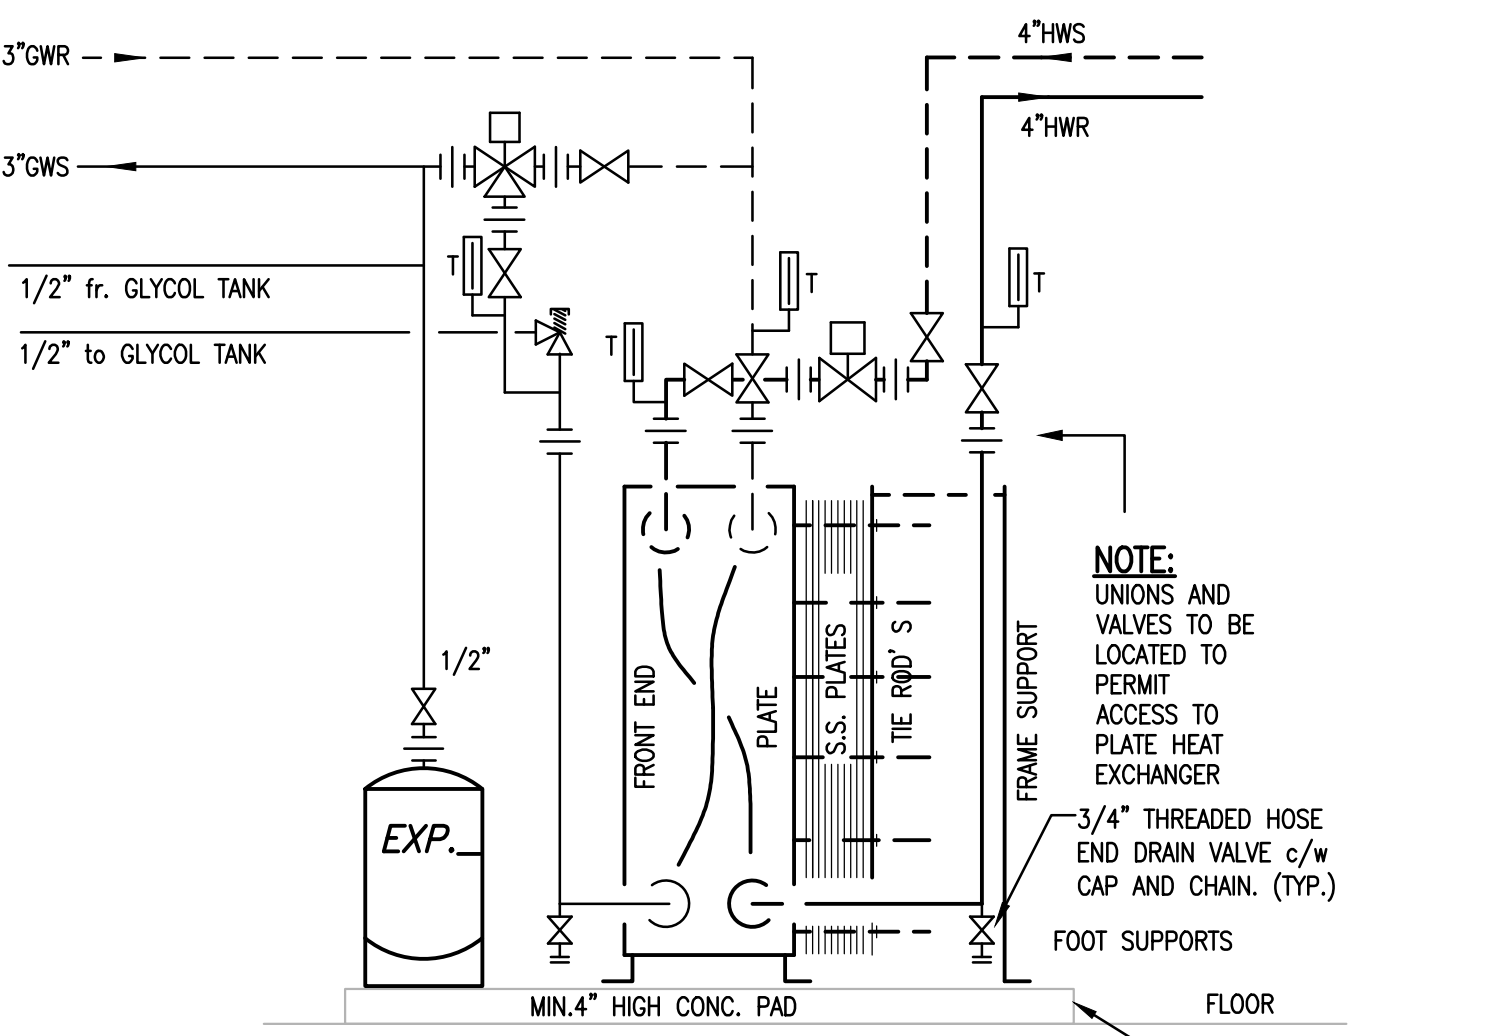 4"HWS
3"GWR
4"HWR
3"GWS
T
T
T
1/2" fr. GLYCOL TANK
T
1/2" to GLYCOL TANK
NOTE:
UNIONS AND
VALVES TO BE
LOCATED TO
PERMIT
ACCESS TO
PLATE HEAT
EXCHANGER
1/2"
FRONT END
PLATE
S.S. PLATES
TIE ROD'S
FRAME SUPPORT
3/4" THREADED HOSE
END DRAIN VALVE c/w
CAP AND CHAIN. (TYP.)
EXP._
FOOT SUPPORTS
MIN.4" HIGH CONC. PAD
FLOOR